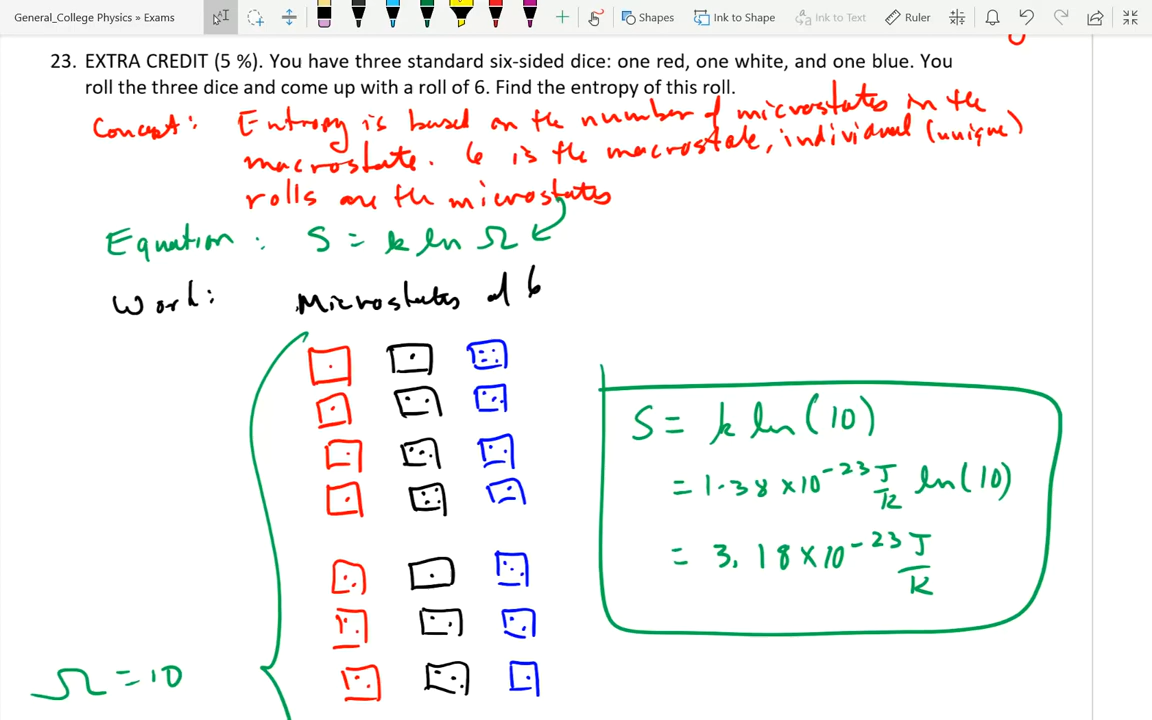 General_College Physics » Exams
Shapes
Ink to Shape
Ink to Text
Ruler
23. EXTRA CREDIT (5 %). You have three standard six-sided dice: one red, one white, and one blue. You
roll the three dice and come up with a roll of 6. Find the entropy of this roll.
Concept: Entropy is based on the number of microstates in the
macrostate. 6 is the macrostate, individual (unique)
rolls are the microstates
Equation: S = k ln Ω
Work: Microstates of 6
S = k ln(10)
= 1.38 × 10⁻²³ J/K ln(10)
= 3.18 × 10⁻²³ J/K
Ω = 10